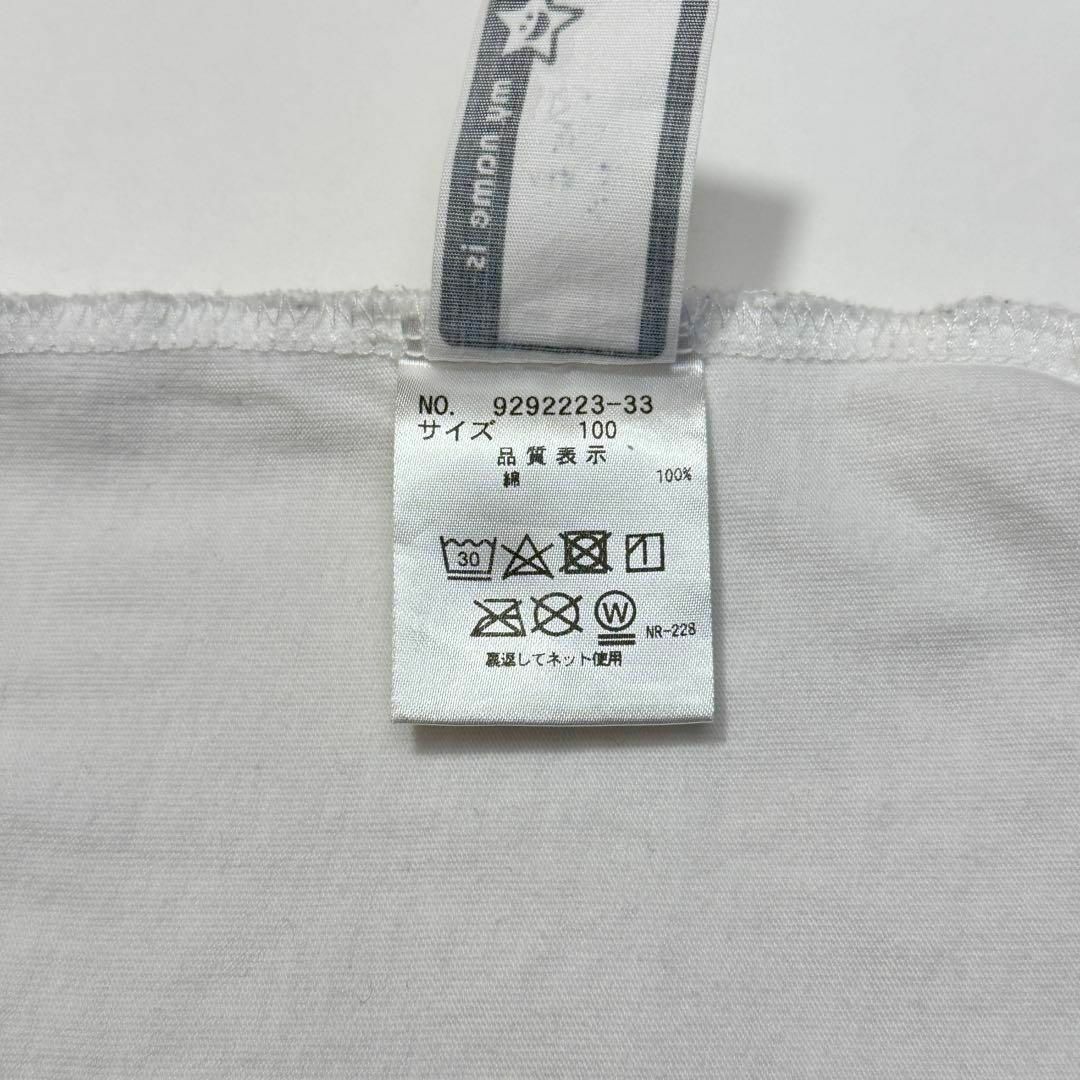 my name is
NO. 9292223-33
サイズ 100
品質表示
綿 100%
30
W NR-228
裏返してネット使用